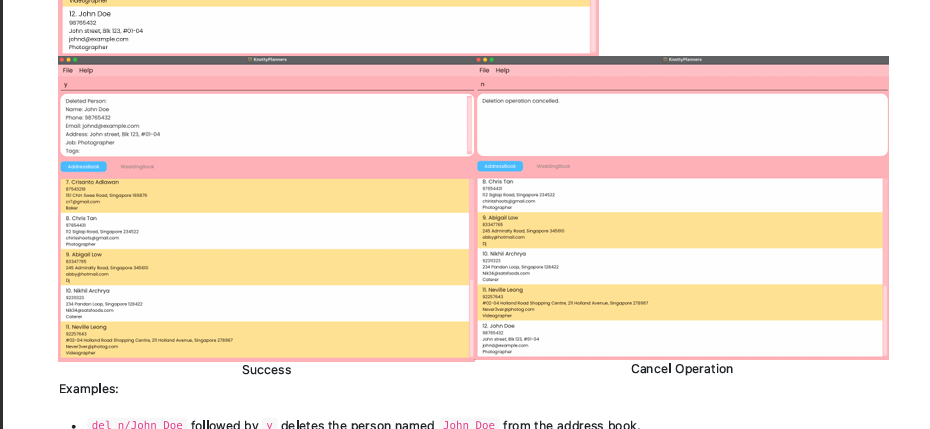 Videographer
12. John Doe
98765432
John street, Blk 123, #01-04
johnd@example.com
Photographer
KnottyPlanners
File Help
y
Deleted Person:
Name: John Doe
Phone: 98765432
Email: johnd@example.com
Address: John street, Blk 123, #01-04
Job: Photographer
Tags:
AddressBook WeddingBook
7. Crisanto Adlawan
87543219
151 Chin Swee Road, Singapore 169876
cr7@gmail.com
Baker
8. Chris Tan
97654431
112 Siglap Road, Singapore 234522
chrisshoots@gmail.com
Photographer
9. Abigail Low
83347765
245 Admiralty Road, Singapore 345610
abby@hotmail.com
Dj
10. Nikhil Archrya
92311323
234 Pandan Loop, Singapore 128422
Nik34@eatsfoods.com
Caterer
11. Neville Leong
92257643
#02-04 Holland Road Shopping Centre, 211 Holland Avenue, Singapore 278967
Never3ver@photog.com
Videographer
Success
KnottyPlanners
File Help
n
Deletion operation cancelled.
AddressBook WeddingBook
8. Chris Tan
97654431
112 Siglap Road, Singapore 234522
chrisshoots@gmail.com
Photographer
9. Abigail Low
83347765
245 Admiralty Road, Singapore 345610
abby@hotmail.com
Dj
10. Nikhil Archrya
92311323
234 Pandan Loop, Singapore 128422
Nik34@eatsfoods.com
Caterer
11. Neville Leong
92257643
#02-04 Holland Road Shopping Centre, 211 Holland Avenue, Singapore 278967
Never3ver@photog.com
Videographer
12. John Doe
98765432
John street, Blk 123, #01-04
johnd@example.com
Photographer
Cancel Operation
Examples:
• del n/John Doe followed by y deletes the person named John Doe from the address book.